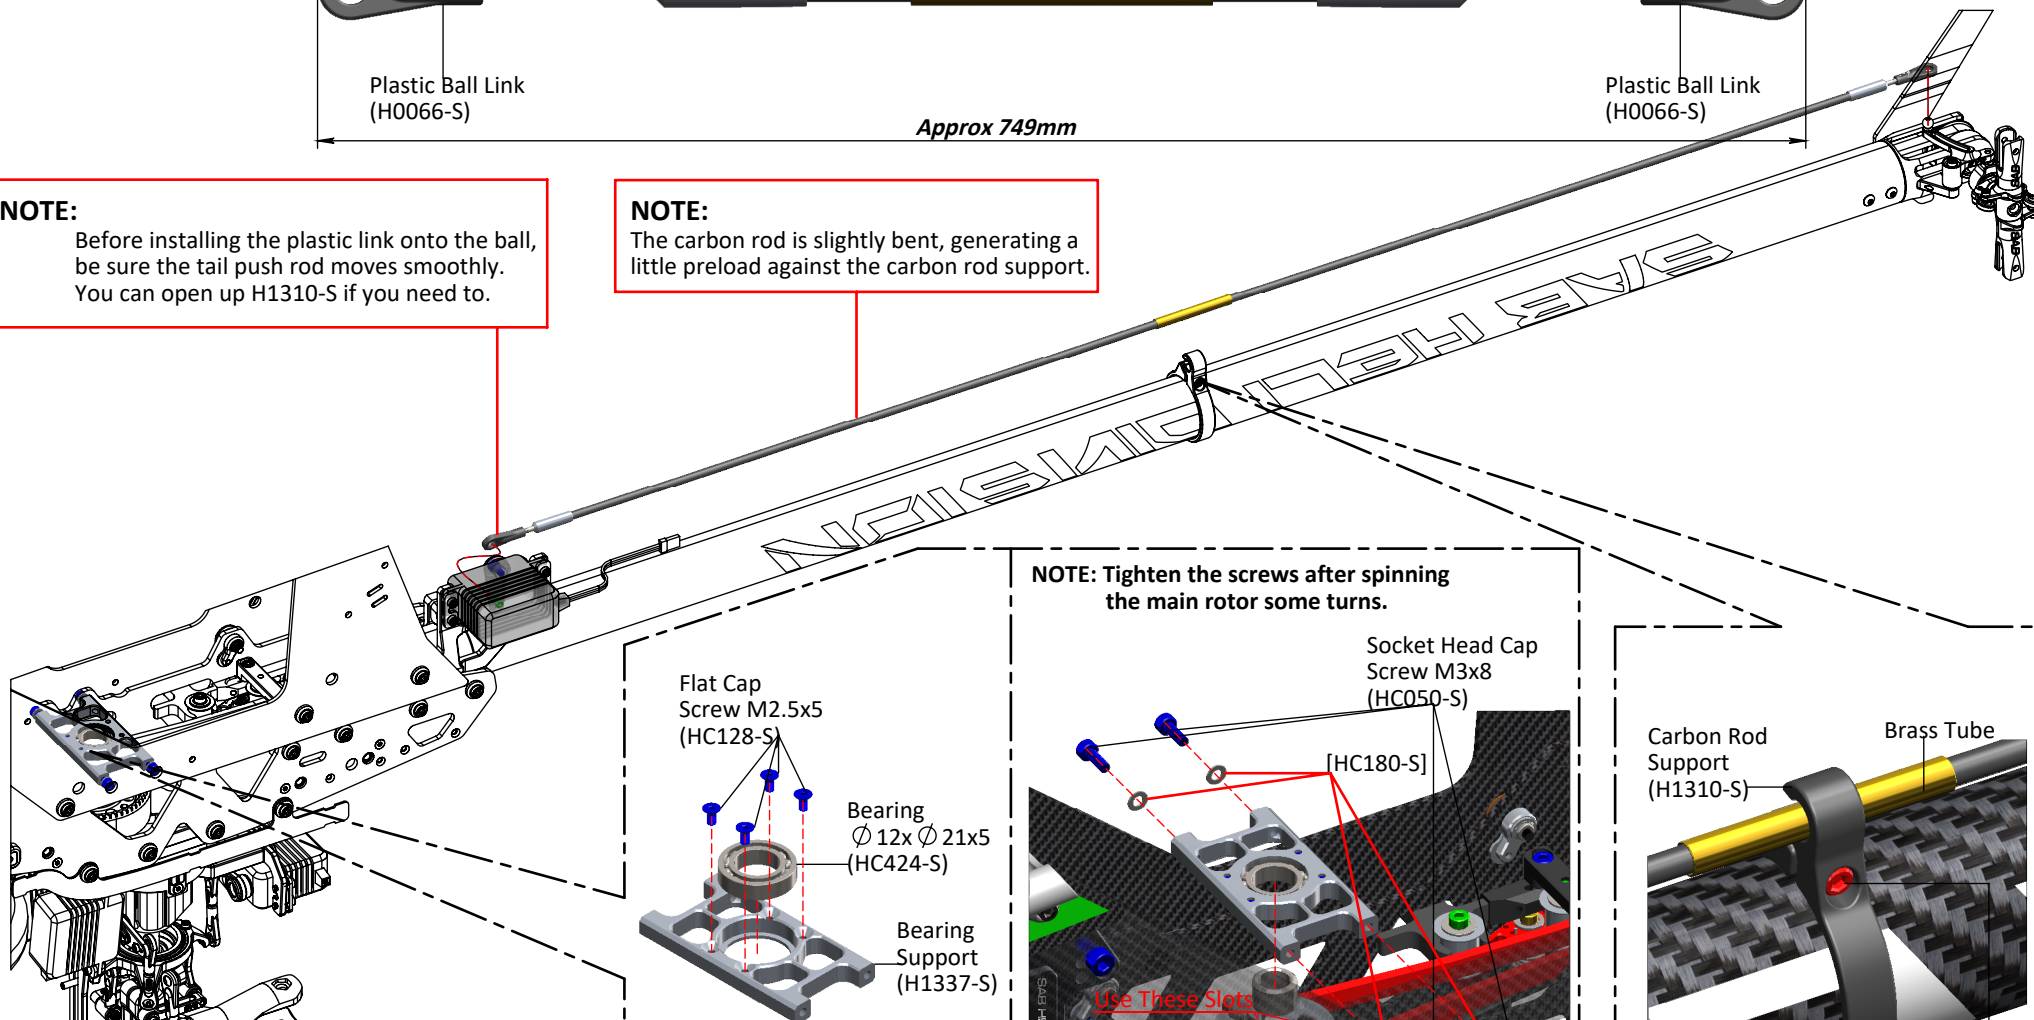 Plastic Ball Link
(H0066-S)
Plastic Ball Link
(H0066-S)
Approx 749mm
NOTE:
Before installing the plastic link onto the ball,
be sure the tail push rod moves smoothly.
You can open up H1310-S if you need to.
NOTE:
The carbon rod is slightly bent, generating a
little preload against the carbon rod support.
SAB
SAB
SAB HELI DIVISION
NOTE: Tighten the screws after spinning
the main rotor some turns.
Flat Cap
Screw M2.5x5
(HC128-S)
Bearing
∅ 12x ∅ 21x5
(HC424-S)
Bearing
Support
(H1337-S)
Socket Head Cap
Screw M3x8
(HC050-S)
[HC180-S]
Use These Slots
Carbon Rod
Support
(H1310-S)
Brass Tube